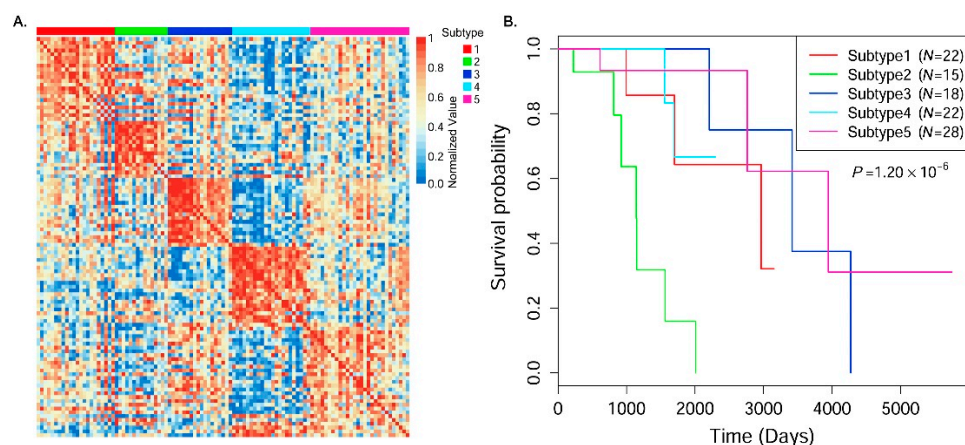 A.
Subtype
1
2
3
4
5
1
0.8
0.6
0.4
0.2
0.0
Normalized Value
B.
Survival probability
1.0
0.8
0.6
0.4
0.2
0.0
Subtype1 (N=22)
Subtype2 (N=15)
Subtype3 (N=18)
Subtype4 (N=22)
Subtype5 (N=28)
P=1.20 × 10⁻⁶
0 1000 2000 3000 4000 5000
Time (Days)